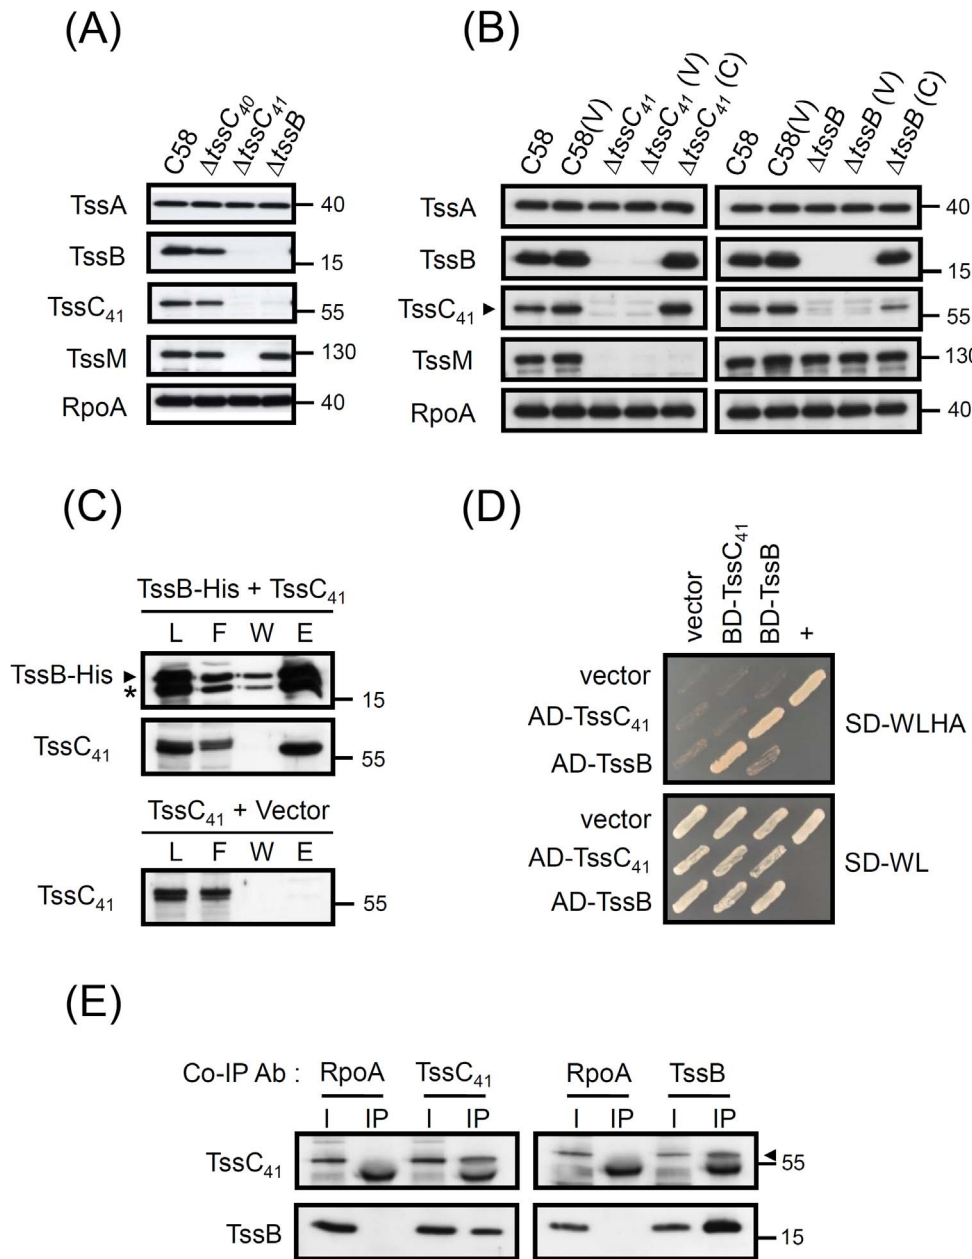 (A)
C58
ΔtssC₄₀
ΔtssC₄₁
ΔtssB
TssA
40
TssB
15
TssC₄₁
55
TssM
130
RpoA
40
(B)
C58
C58(V)
ΔtssC₄₁
ΔtssC₄₁ (V)
ΔtssC₄₁ (C)
C58
C58(V)
ΔtssB
ΔtssB (V)
ΔtssB (C)
TssA
40
TssB
15
TssC₄₁ ►
55
TssM
130
RpoA
40
(C)
TssB-His + TssC₄₁
L F W E
TssB-His ►
*
15
TssC₄₁
55
TssC₄₁ + Vector
L F W E
TssC₄₁
55
(D)
vector
BD-TssC₄₁
BD-TssB
+
vector
AD-TssC₄₁
AD-TssB
SD-WLHA
vector
AD-TssC₄₁
AD-TssB
SD-WL
(E)
Co-IP Ab : RpoA TssC₄₁ RpoA TssB
I IP I IP I IP I IP
TssC₄₁
◄
55
TssB
15